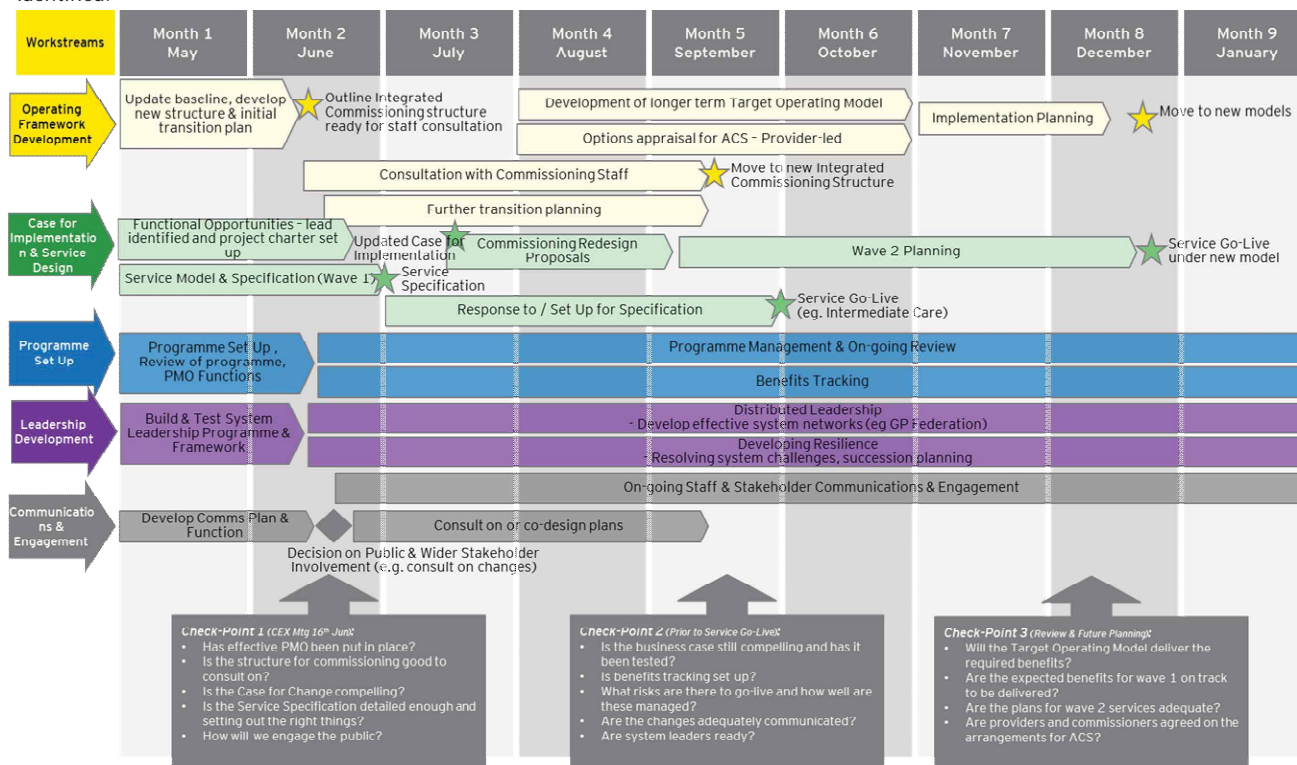 identified.
Workstreams
Month 1
May
Month 2
June
Month 3
July
Month 4
August
Month 5
September
Month 6
October
Month 7
November
Month 8
December
Month 9
January
Operating
Framework
Development
Update baseline, develop
new structure & initial
transition plan
Outline Integrated
Commissioning structure
ready for staff consultation
Development of longer term Target Operating Model
Options appraisal for ACS – Provider-led
Implementation Planning
Move to new models
Consultation with Commissioning Staff
Move to new Integrated
Commissioning Structure
Further transition planning
Case for
Implementatio
n & Service
Design
Functional Opportunities – lead
identified and project charter set
up
Updated Case for
Implementation
Commissioning Redesign
Proposals
Wave 2 Planning
Service Go-Live
under new model
Service Model & Specification (Wave 1)
Service
Specification
Response to / Set Up for Specification
Service Go-Live
(eg. Intermediate Care)
Programme
Set Up
Programme Set Up ,
Review of programme,
PMO Functions
Programme Management & On-going Review
Benefits Tracking
Leadership
Development
Build & Test System
Leadership Programme &
Framework
Distributed Leadership
- Develop effective system networks (eg GP Federation)
Developing Resilience
- Resolving system challenges, succession planning
Communicatio
ns &
Engagement
On-going Staff & Stakeholder Communications & Engagement
Develop Comms Plan &
Function
Consult on or co-design plans
Decision on Public & Wider Stakeholder
Involvement (e.g. consult on changes)
Check-Point 1 (CEX Mtg 16th Jun):
• Has effective PMO been put in place?
• Is the structure for commissioning good to
consult on?
• Is the Case for Change compelling?
• Is the Service Specification detailed enough and
setting out the right things?
• How will we engage the public?
Check-Point 2 (Prior to Service Go-Live):
• Is the business case still compelling and has it
been tested?
• Is benefits tracking set up?
• What risks are there to go-live and how well are
these managed?
• Are the changes adequately communicated?
• Are system leaders ready?
Check-Point 3 (Review & Future Planning):
• Will the Target Operating Model deliver the
required benefits?
• Are the expected benefits for wave 1 on track
to be delivered?
• Are the plans for wave 2 services adequate?
• Are providers and commissioners agreed on the
arrangements for ACS?